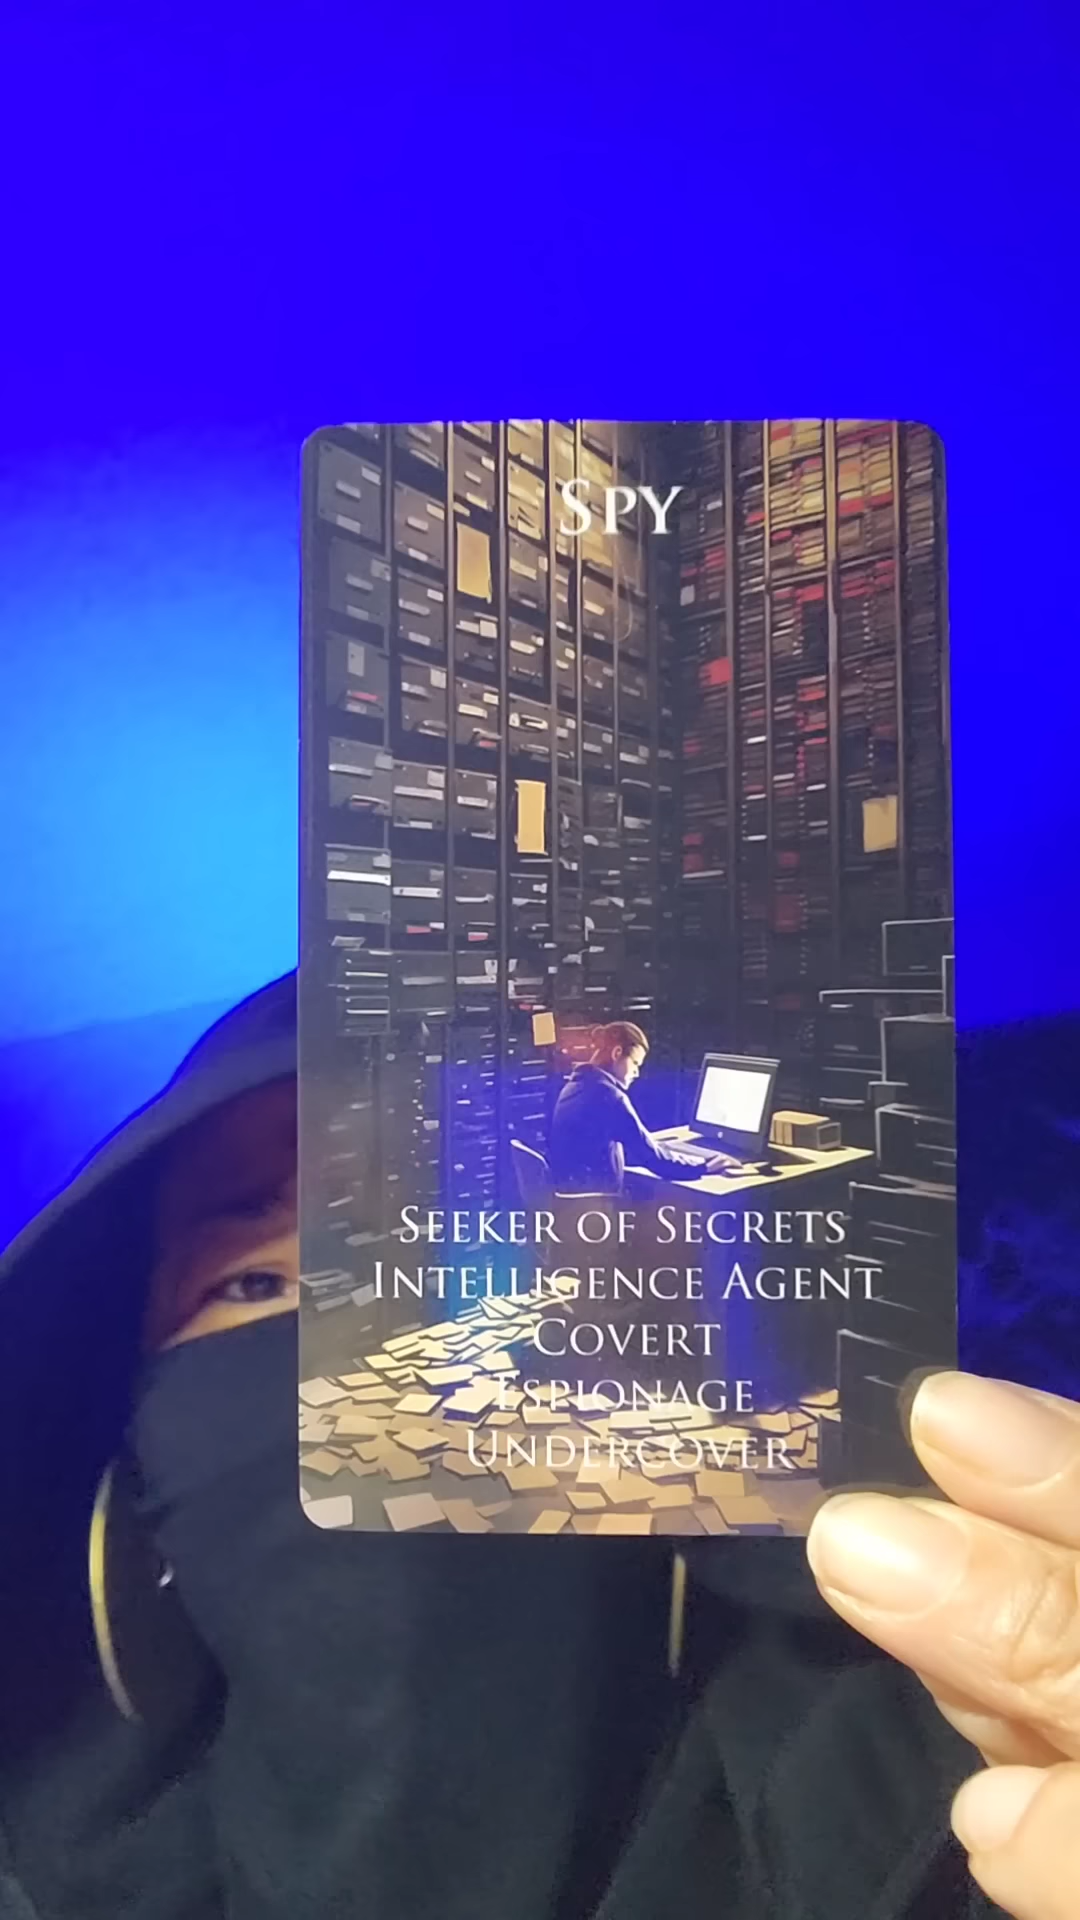 Spy
Seeker of Secrets
Intelligence Agent
Covert
Espionage
Undercover